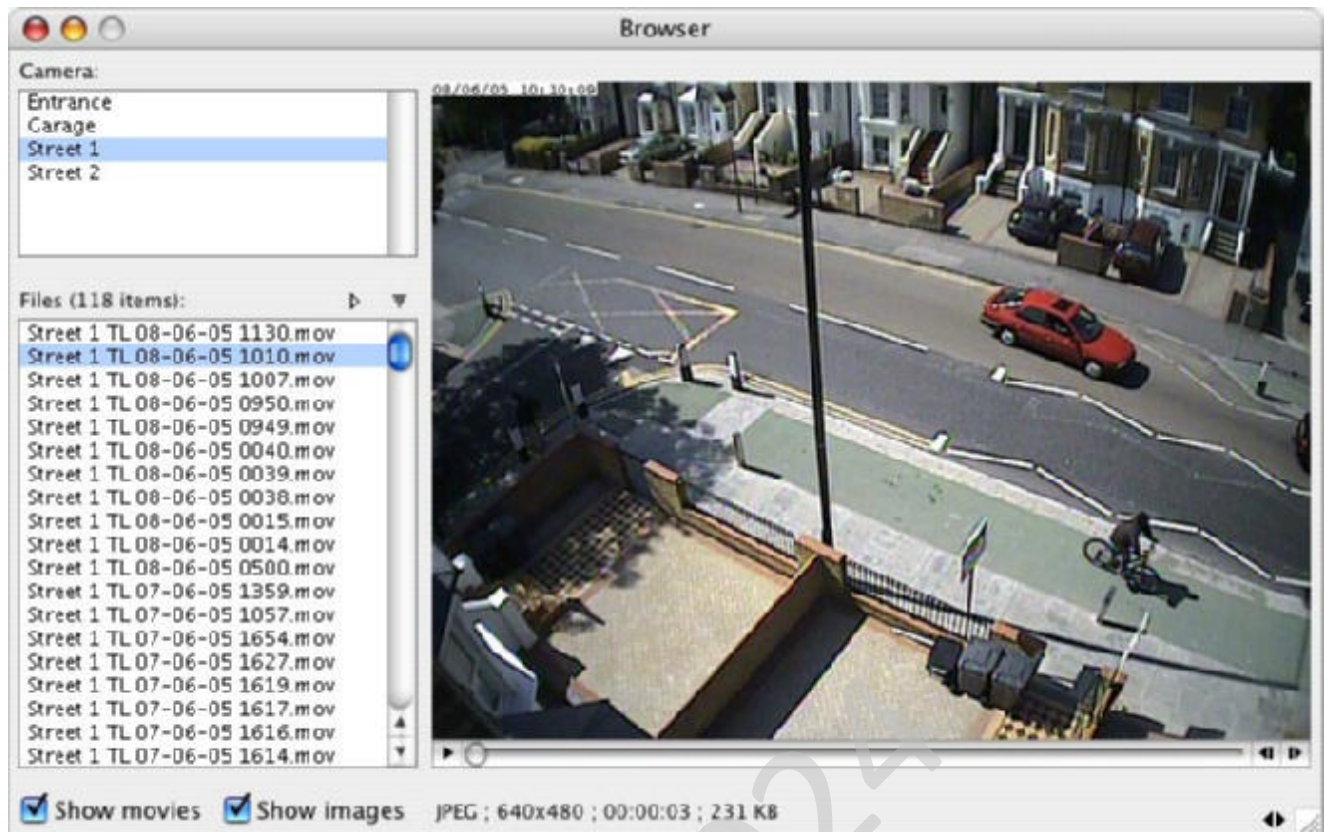 Browser
Camera:
Entrance
Garage
Street 1
Street 2
Files (118 items):
Street 1 TL 08-06-05 1130.mov
Street 1 TL 08-06-05 1010.mov
Street 1 TL 08-06-05 1007.mov
Street 1 TL 08-06-05 0950.mov
Street 1 TL 08-06-05 0949.mov
Street 1 TL 08-06-05 0040.mov
Street 1 TL 08-06-05 0039.mov
Street 1 TL 08-06-05 0038.mov
Street 1 TL 08-06-05 0015.mov
Street 1 TL 08-06-05 0014.mov
Street 1 TL 08-06-05 0500.mov
Street 1 TL 07-06-05 1359.mov
Street 1 TL 07-06-05 1057.mov
Street 1 TL 07-06-05 1654.mov
Street 1 TL 07-06-05 1627.mov
Street 1 TL 07-06-05 1619.mov
Street 1 TL 07-06-05 1617.mov
Street 1 TL 07-06-05 1616.mov
Street 1 TL 07-06-05 1614.mov
08/06/05 10:10:09
Show movies Show images JPEG ; 640x480 ; 00:00:03 ; 231 KB